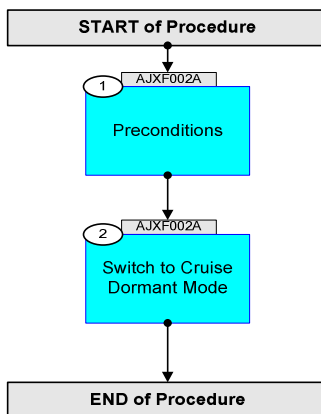 START of Procedure
AJXF002A
1
Preconditions
AJXF002A
2
Switch to Cruise
Dormant Mode
END of Procedure